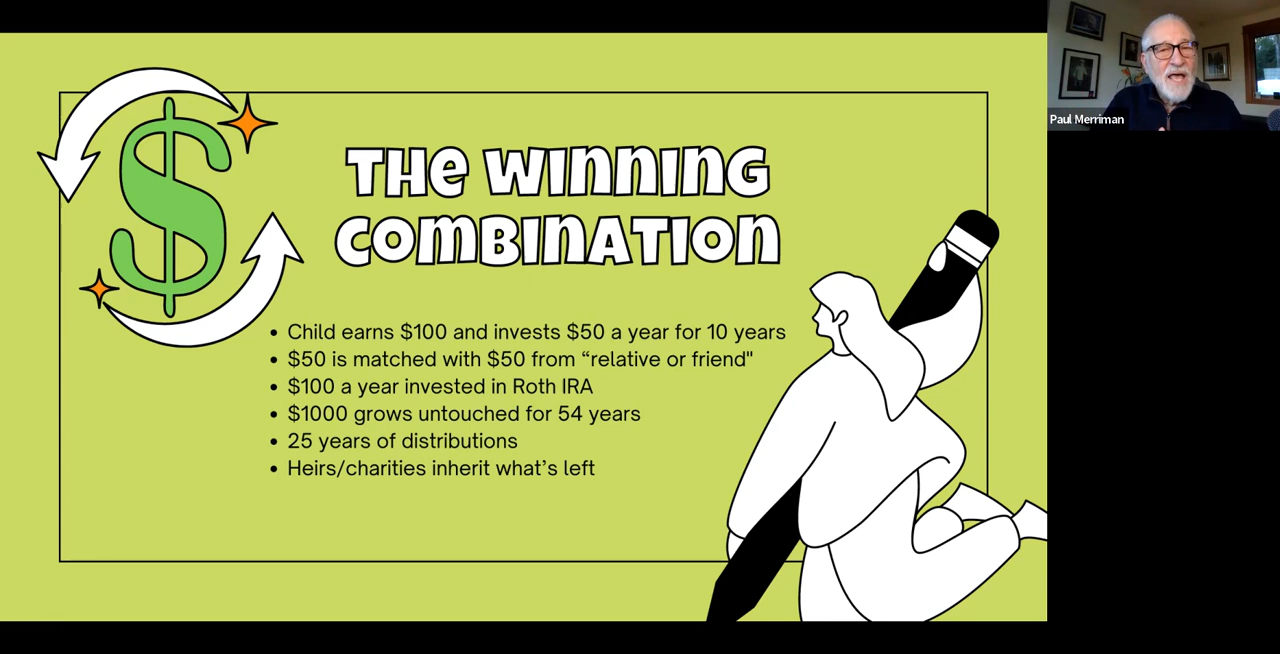 THE WINNING
COMBINATION
• Child earns $100 and invests $50 a year for 10 years
• $50 is matched with $50 from “relative or friend"
• $100 a year invested in Roth IRA
• $1000 grows untouched for 54 years
• 25 years of distributions
• Heirs/charities inherit what’s left
Paul Merriman